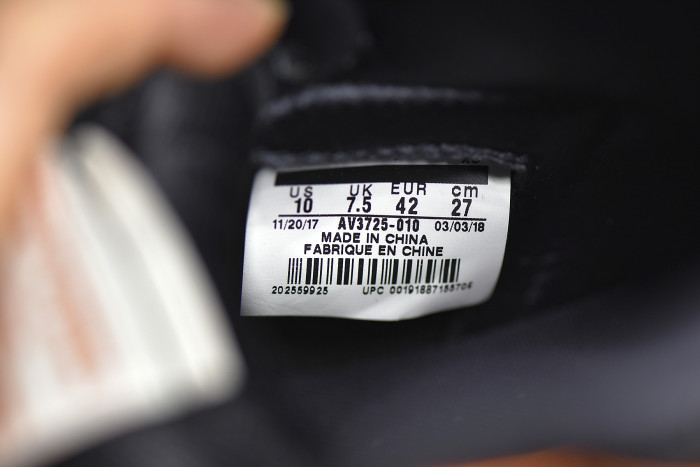 US UK EUR cm
10 7.5 42 27
11/20/17 AV3725-010 03/03/18
MADE IN CHINA
FABRIQUE EN CHINE
202559925 UPC